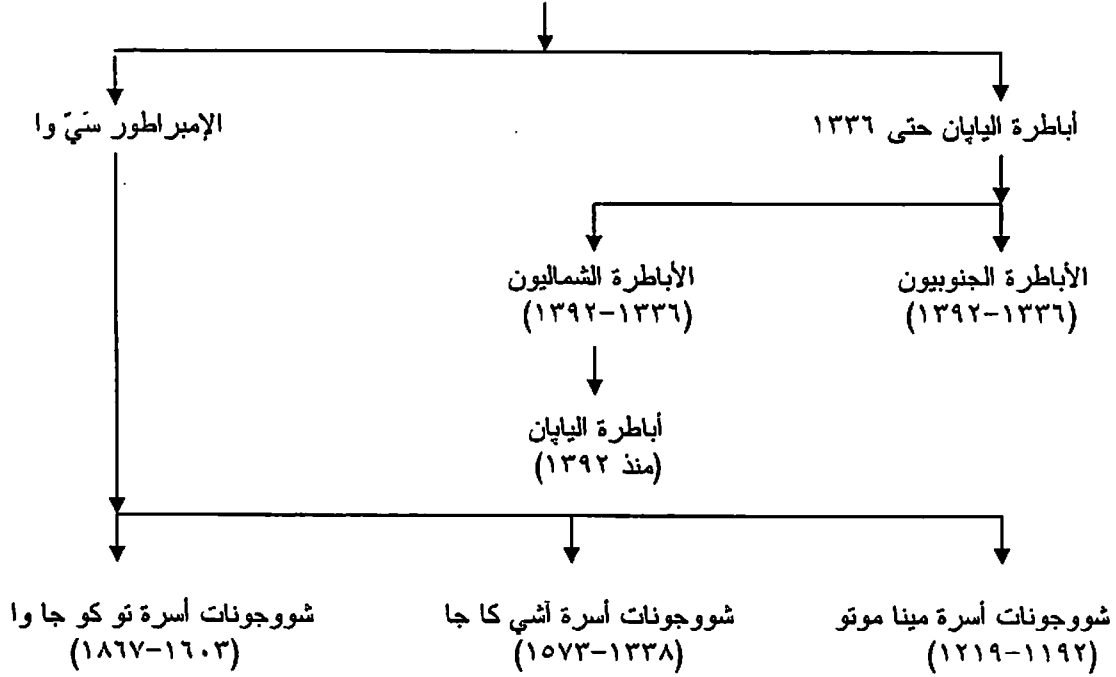 أباطرة الياپان حتى ١٣٣٦
الإمبراطور سَيّ وا
الأباطرة الجنوبيون
(١٣٣٦-١٣٩٢)
الأباطرة الشماليون
(١٣٣٦-١٣٩٢)
أباطرة اليابان
(منذ ١٣٩٢)
شووجونات أسرة مينا موتو
(١١٩٢-١٢١٩)
شووجونات أسرة آشي كا جا
(١٣٣٨-١٥٧٣)
شووجونات أسرة تو كو جا وا
(١٦٠٣-١٨٦٧)